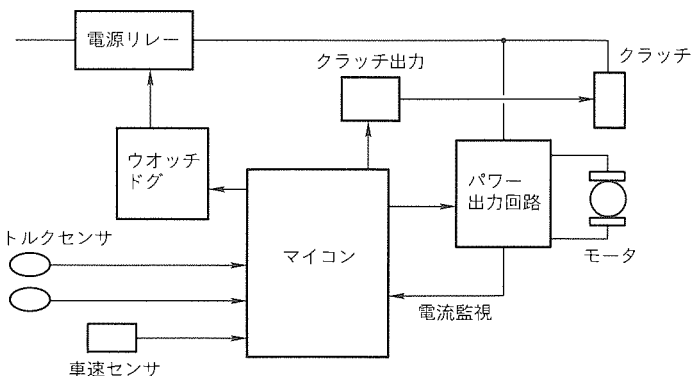 電源リレー
クラッチ出力
クラッチ
ウオッチ
ドグ
パワー
出力回路
トルクセンサ
マイコン
モータ
電流監視
車速センサ